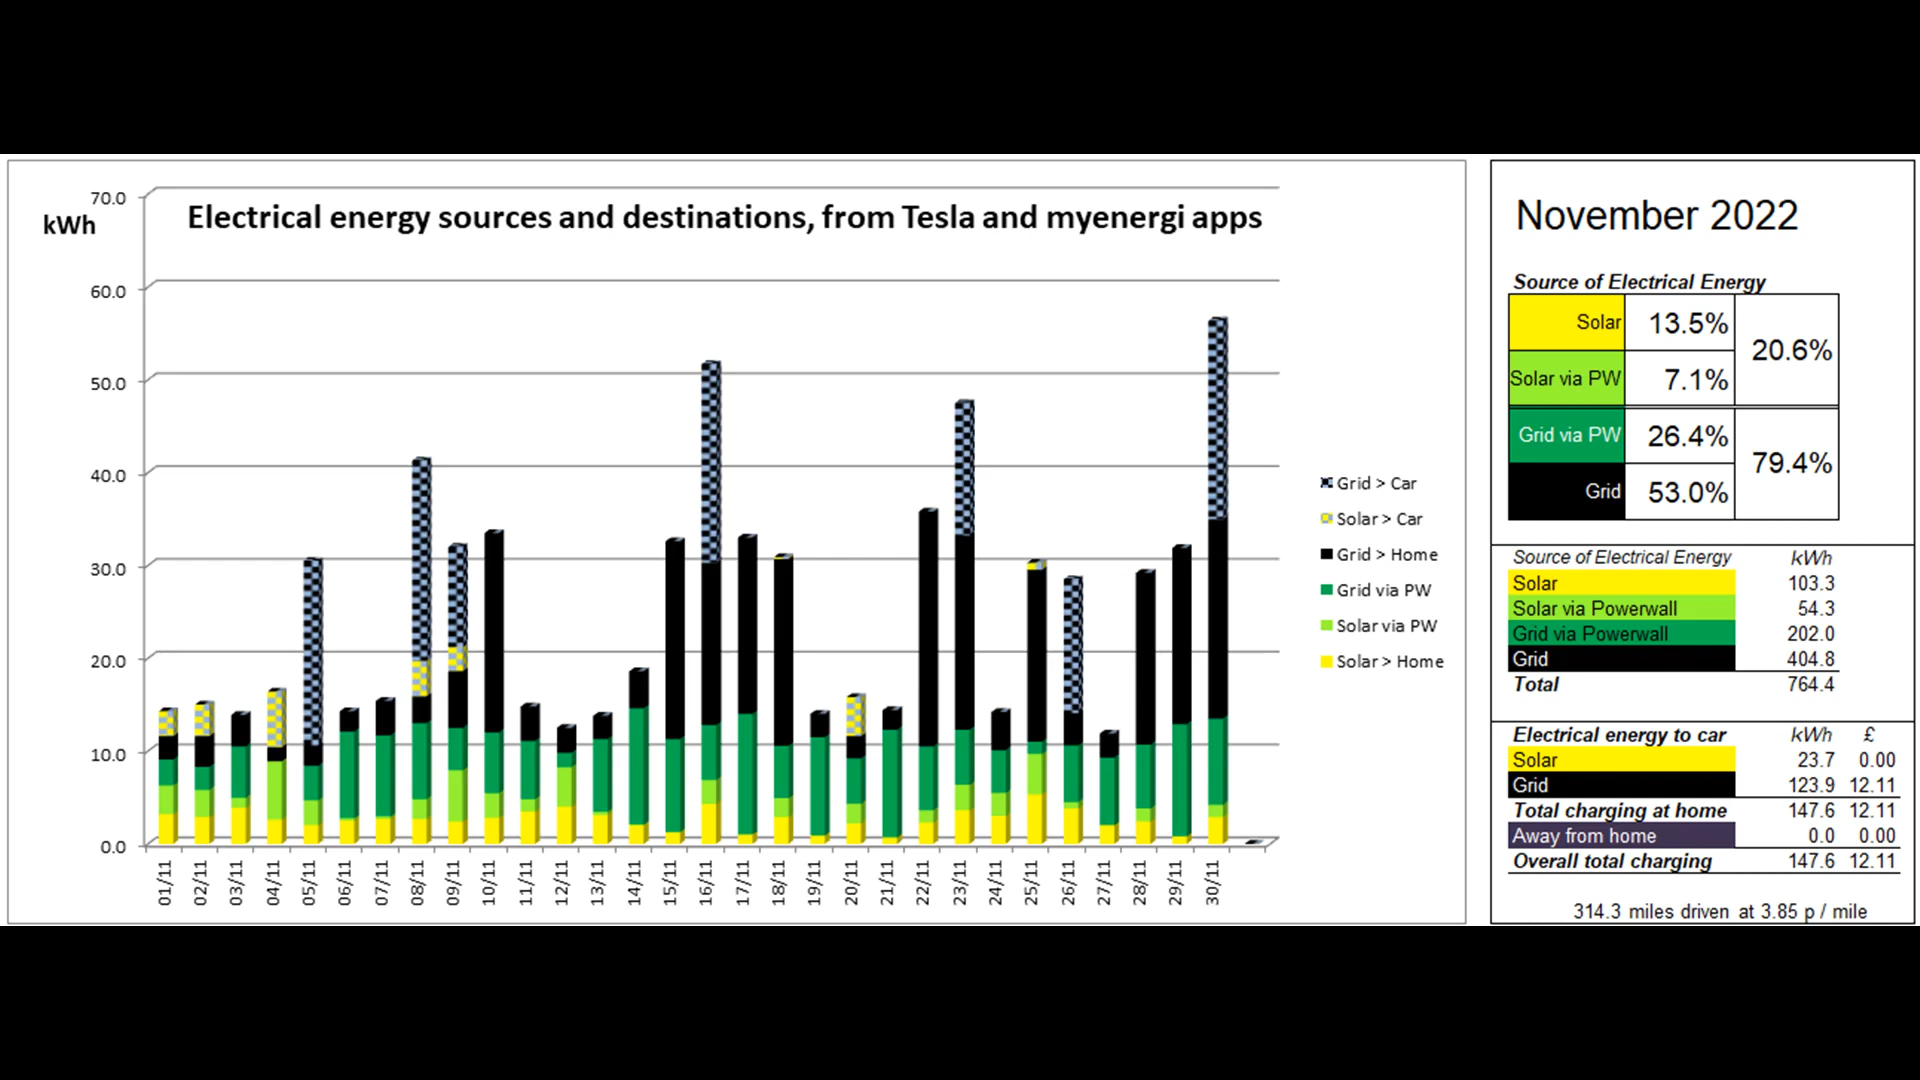 Electrical energy sources and destinations, from Tesla and myenergi apps
kWh
70.0
60.0
50.0
40.0
30.0
20.0
10.0
0.0
01/11
02/11
03/11
04/11
05/11
06/11
07/11
08/11
09/11
10/11
11/11
12/11
13/11
14/11
15/11
16/11
17/11
18/11
19/11
20/11
21/11
22/11
23/11
24/11
25/11
26/11
27/11
28/11
29/11
30/11
Grid > Car
Solar > Car
Grid > Home
Grid via PW
Solar via PW
Solar > Home
November 2022
Source of Electrical Energy
Solar 13.5%
20.6%
Solar via PW 7.1%
Grid via PW 26.4%
79.4%
Grid 53.0%
Source of Electrical Energy kWh
Solar 103.3
Solar via Powerwall 54.3
Grid via Powerwall 202.0
Grid 404.8
Total 764.4
Electrical energy to car kWh £
Solar 23.7 0.00
Grid 123.9 12.11
Total charging at home 147.6 12.11
Away from home 0.0 0.00
Overall total charging 147.6 12.11
314.3 miles driven at 3.85 p / mile